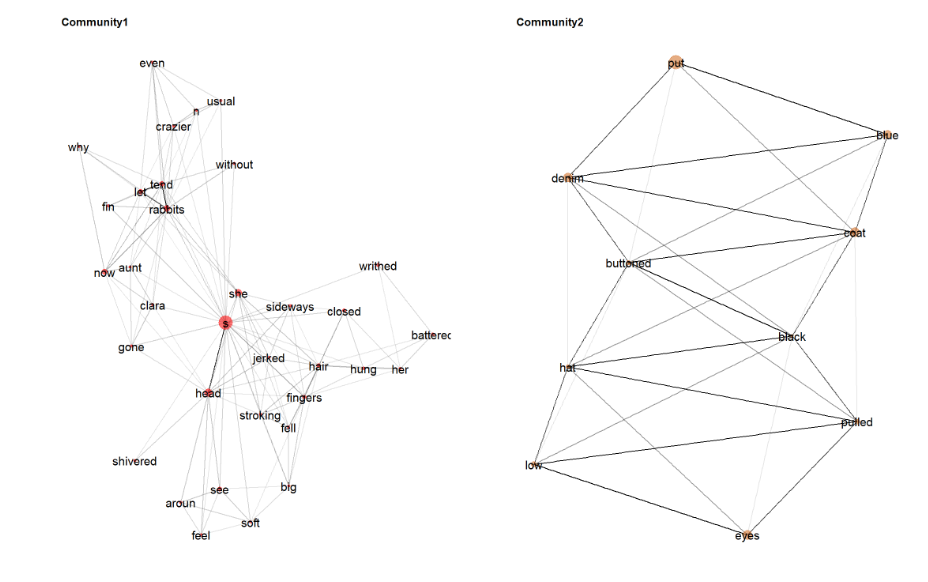 Community1
Community2
even
put
usual
n
crazier
blue
why
without
tend
let
denim
fin
rabbits
coat
now
aunt
writhed
buttoned
she
clara
sideways
closed
s
battered
black
gone
jerked
hair
hung
her
hat
head
fingers
stroking
pulled
fell
shivered
low
see
big
aroun
soft
feel
eyes